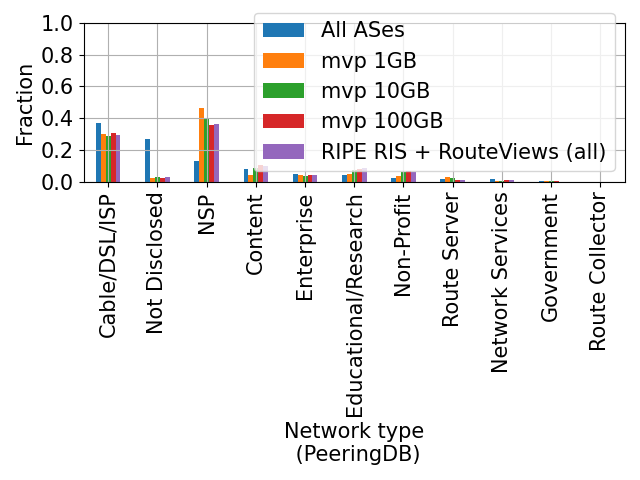 All ASes
mvp 1GB
mvp 10GB
mvp 100GB
RIPE RIS + RouteViews (all)
Fraction
1.0
0.8
0.6
0.4
0.2
0.0
Cable/DSL/ISP
Not Disclosed
NSP
Content
Enterprise
Educational/Research
Non-Profit
Route Server
Network Services
Government
Route Collector
Network type
(PeeringDB)